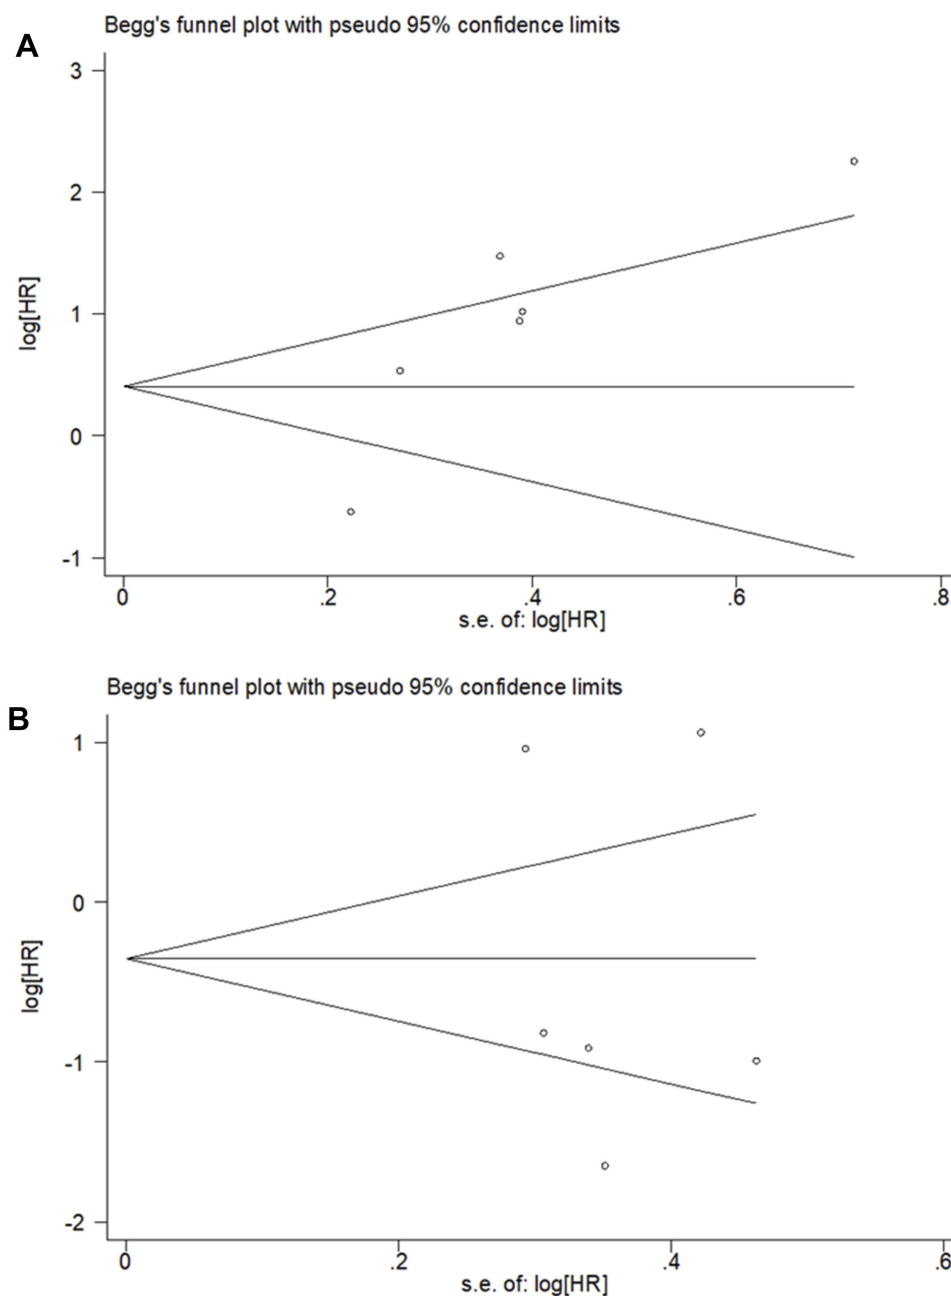 A
Begg's funnel plot with pseudo 95% confidence limits
3
2
1
0
-1
log[HR]
0 .2 .4 .6 .8
s.e. of: log[HR]
B
Begg's funnel plot with pseudo 95% confidence limits
1
0
-1
-2
log[HR]
0 .2 .4 .6
s.e. of: log[HR]